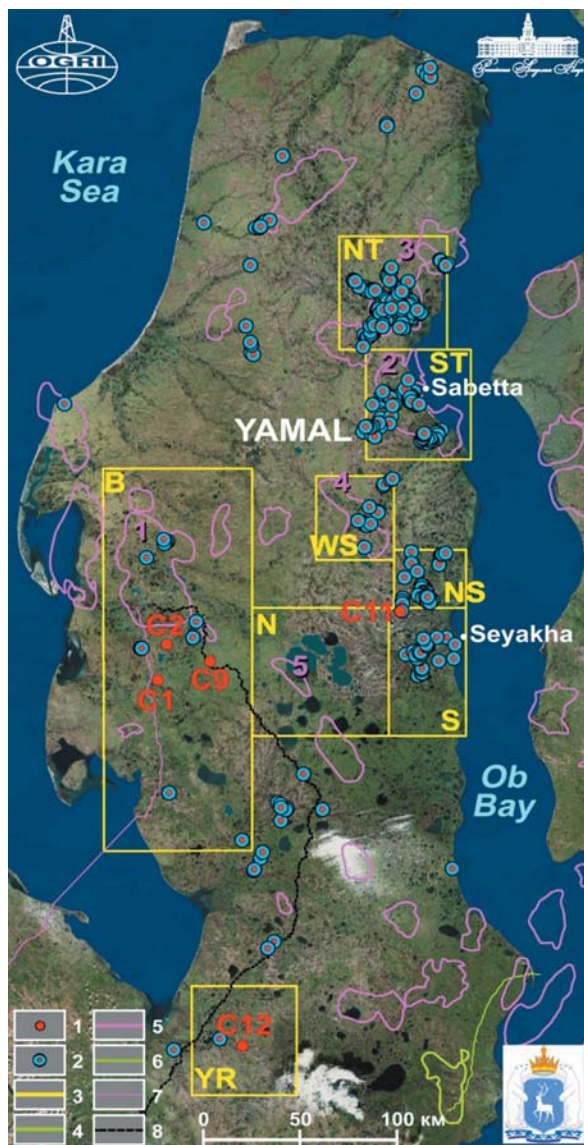 OGRI
Kara
Sea
NT
3
2
ST
Sabetta
YAMAL
B
4
1
WS
NS
C11
C2
N
Seyakha
C9
5
C1
S
Ob
Bay
C12
YR
1
5
2
6
3
7
4
8
0
100 км